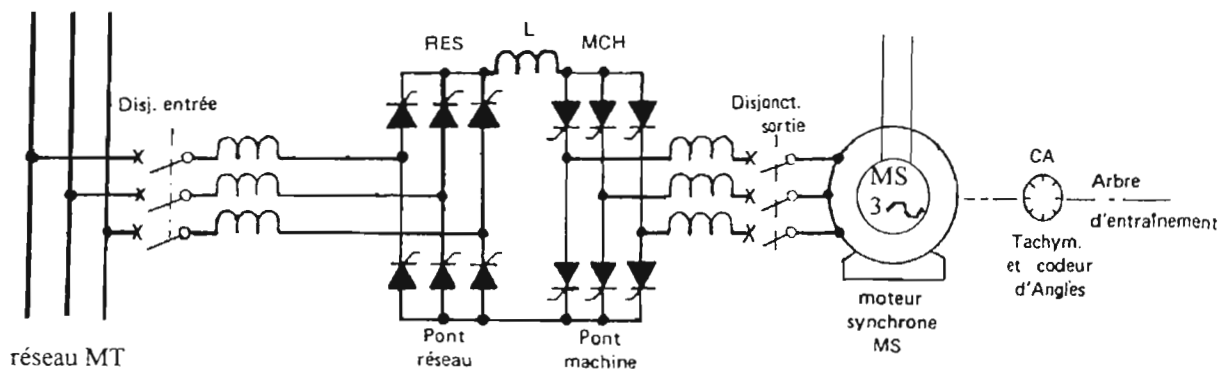 RES
L
MCH
Disj. entrée
Disjonct.
sortie
MS
3
CA
Arbre
d'entraînement
Tachym.
et codeur
d'Angles
moteur
synchrone
MS
Pont
réseau
Pont
machine
réseau MT